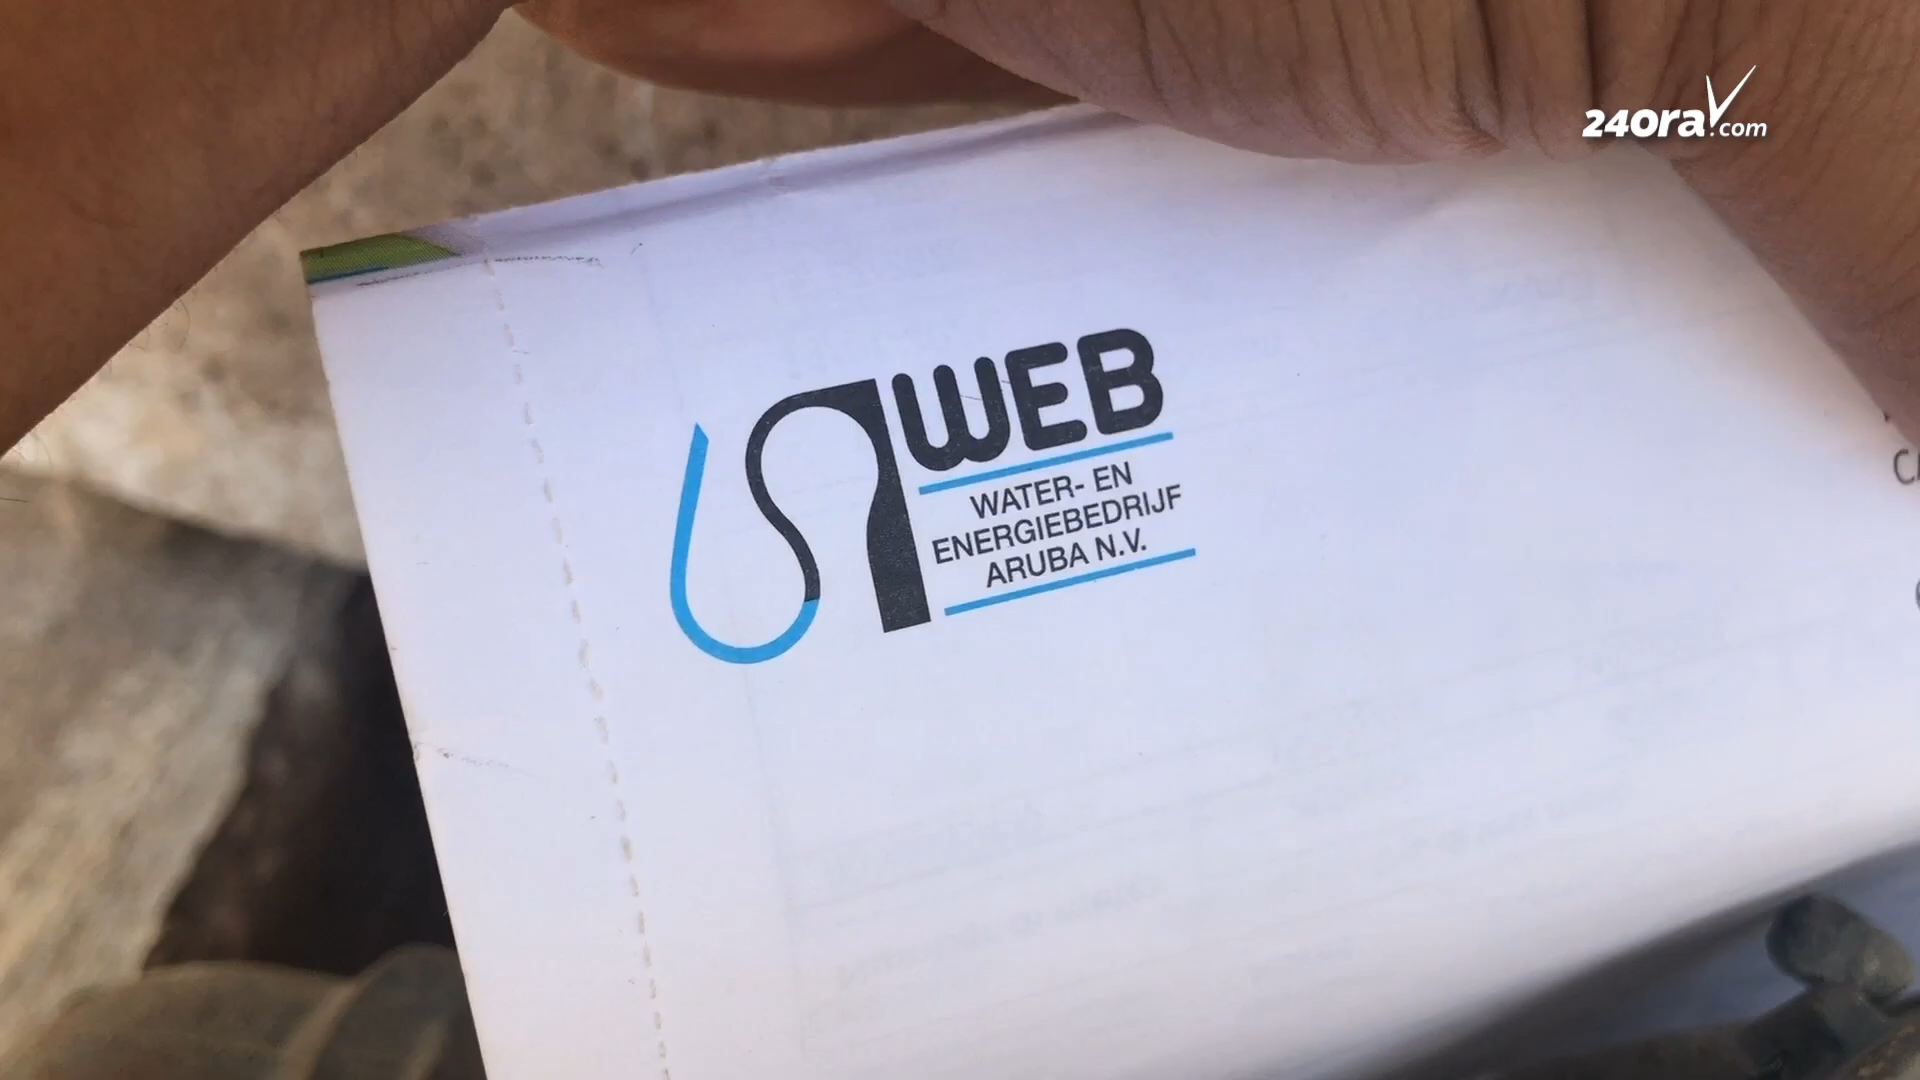 24ora.com
WEB
WATER- EN
ENERGIEBEDRIJF
ARUBA N.V.